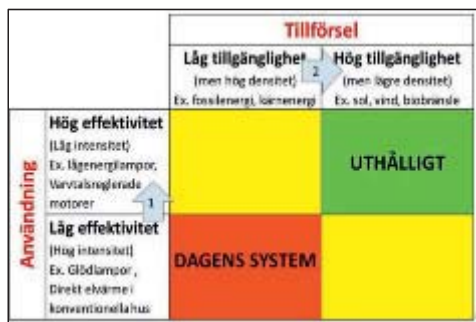 Tillförsel
Låg tillgänglighet
(men hög densitet)
Ex. fossilenergi, kärnenergi
2
Hög tillgänglighet
(men lägre densitet)
Ex. sol, vind, biobränsle
Användning
Hög effektivitet
(Låg intensitet)
Ex. lågenergilampor,
Varvtalsreglerade
motorer
1
UTHÅLLIGT
Låg effektivitet
(Hög intensitet)
Ex. Glödlampor,
Direkt elvärme i
konventionella hus
DAGENS SYSTEM